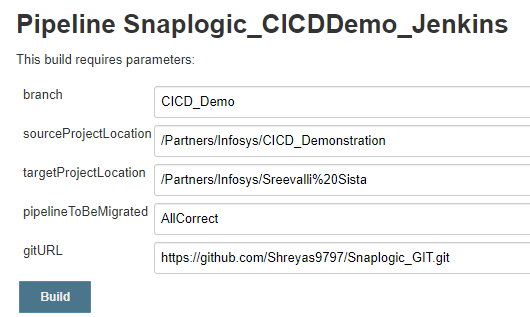 Pipeline Snaplogic_CICDDemo_Jenkins
This build requires parameters:
branch
CICD_Demo
sourceProjectLocation
/Partners/Infosys/CICD_Demonstration
targetProjectLocation
/Partners/Infosys/Sreevalli%20Sista
pipelineToBeMigrated
AllCorrect
gitURL
https://github.com/Shreyas9797/Snaplogic_GIT.git
Build